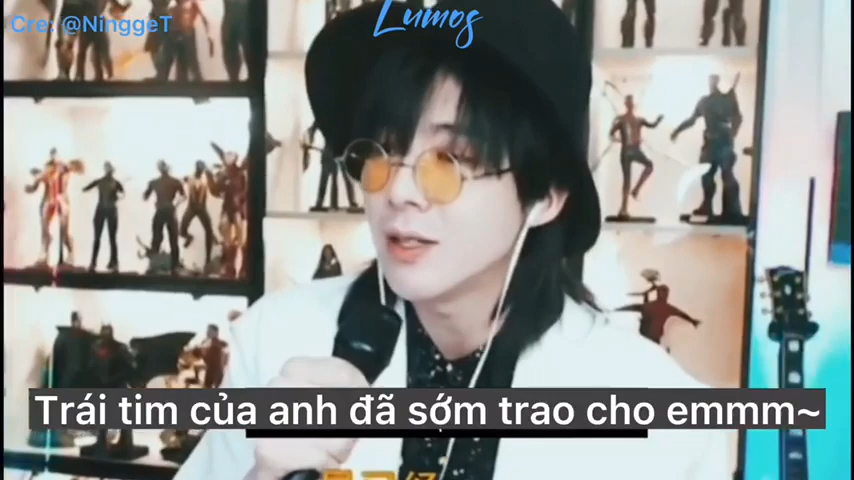 Lumos
Cre: @NinggeT
Trái tim của anh đã sớm trao cho emmm~